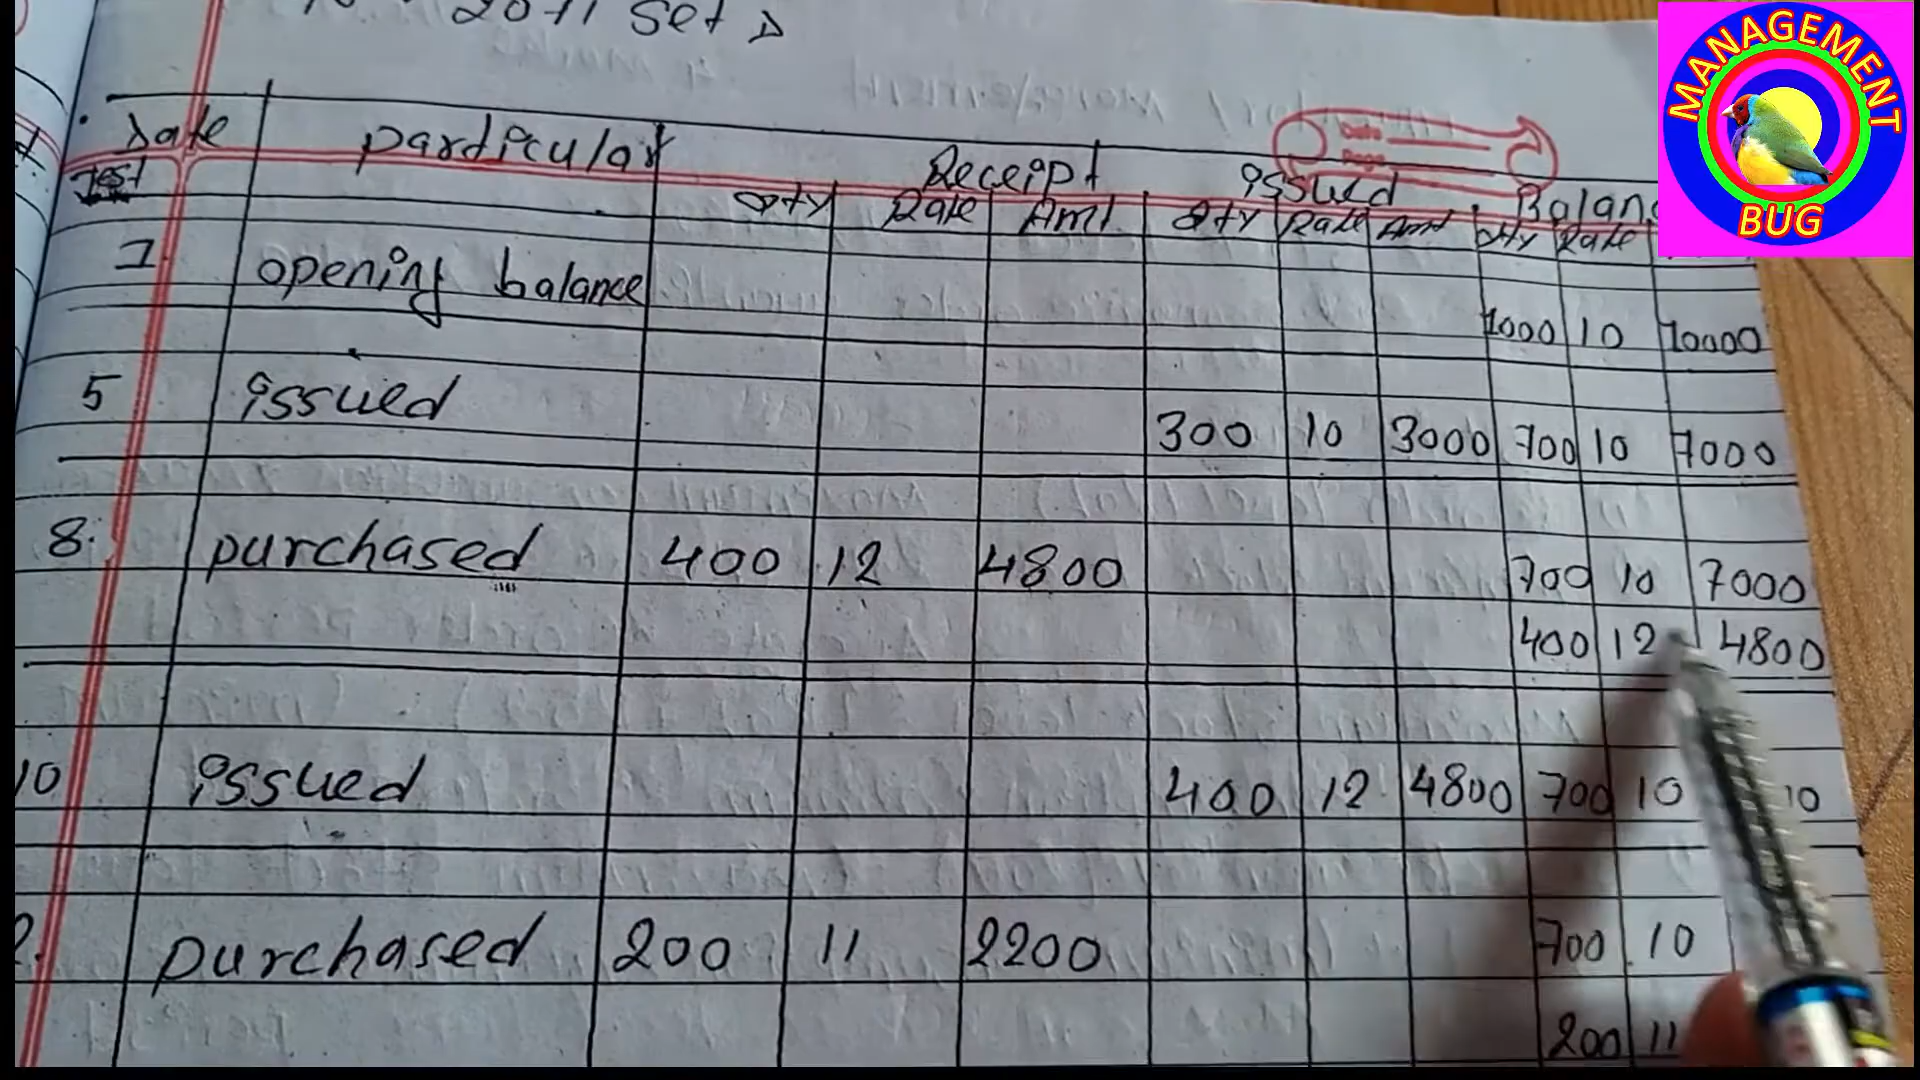 2071 Set D
Date Particular Receipt issued Balan
Qty Rate Amt. Qty Rate Amt Qty Rate
1 opening balance 1000 10 10000
5 issued 300 10 3000 700 10 7000
8. purchased 400 12 4800 700 10 7000
400 12 4800
10 issued 400 12 4800 700 10
purchased 200 11 2200 700 10
200 11
MANAGEMENT
BUG